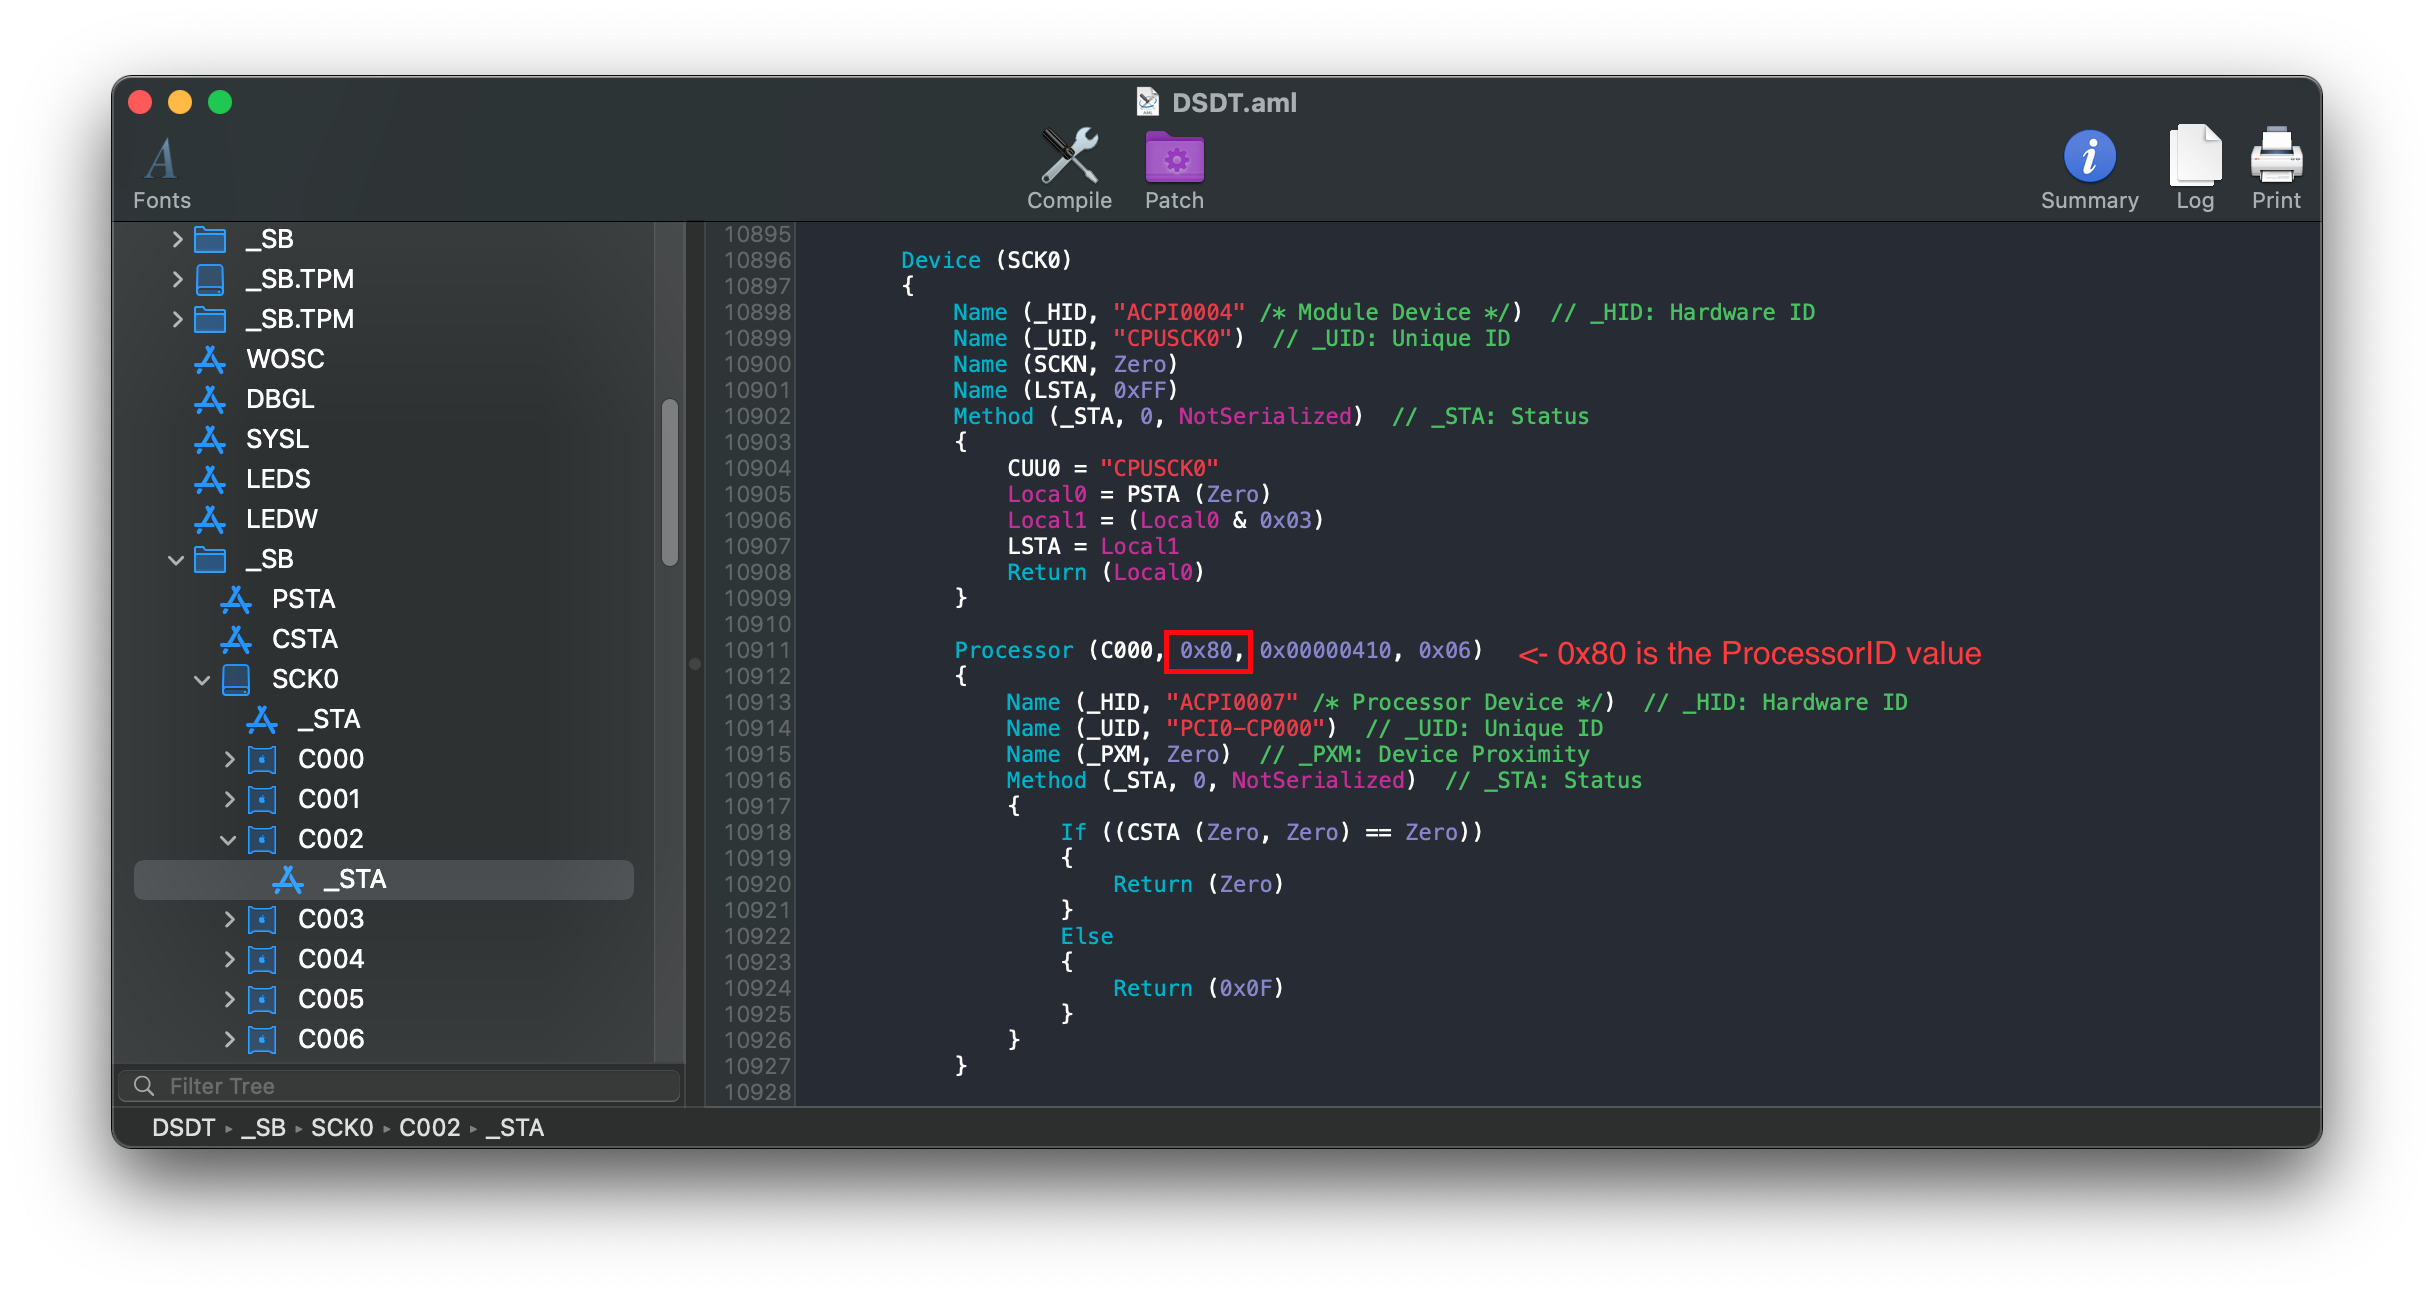 DSDT.aml
Fonts
Compile
Patch
Summary
Log
Print
_SB
_SB.TPM
_SB.TPM
WOSC
DBGL
SYSL
LEDS
LEDW
_SB
PSTA
CSTA
SCK0
_STA
C000
C001
C002
_STA
C003
C004
C005
C006
Filter Tree
10895
10896 Device (SCK0)
10897 {
10898 Name (_HID, "ACPI0004" /* Module Device */) // _HID: Hardware ID
10899 Name (_UID, "CPUSCK0") // _UID: Unique ID
10900 Name (SCKN, Zero)
10901 Name (LSTA, 0xFF)
10902 Method (_STA, 0, NotSerialized) // _STA: Status
10903 {
10904 CUU0 = "CPUSCK0"
10905 Local0 = PSTA (Zero)
10906 Local1 = (Local0 & 0x03)
10907 LSTA = Local1
10908 Return (Local0)
10909 }
10910
10911 Processor (C000, 0x80, 0x00000410, 0x06) <- 0x80 is the ProcessorID value
10912 {
10913 Name (_HID, "ACPI0007" /* Processor Device */) // _HID: Hardware ID
10914 Name (_UID, "PCI0-CP000") // _UID: Unique ID
10915 Name (_PXM, Zero) // _PXM: Device Proximity
10916 Method (_STA, 0, NotSerialized) // _STA: Status
10917 {
10918 If ((CSTA (Zero, Zero) == Zero))
10919 {
10920 Return (Zero)
10921 }
10922 Else
10923 {
10924 Return (0x0F)
10925 }
10926 }
10927 }
10928
DSDT ▸ _SB ▸ SCK0 ▸ C002 ▸ _STA